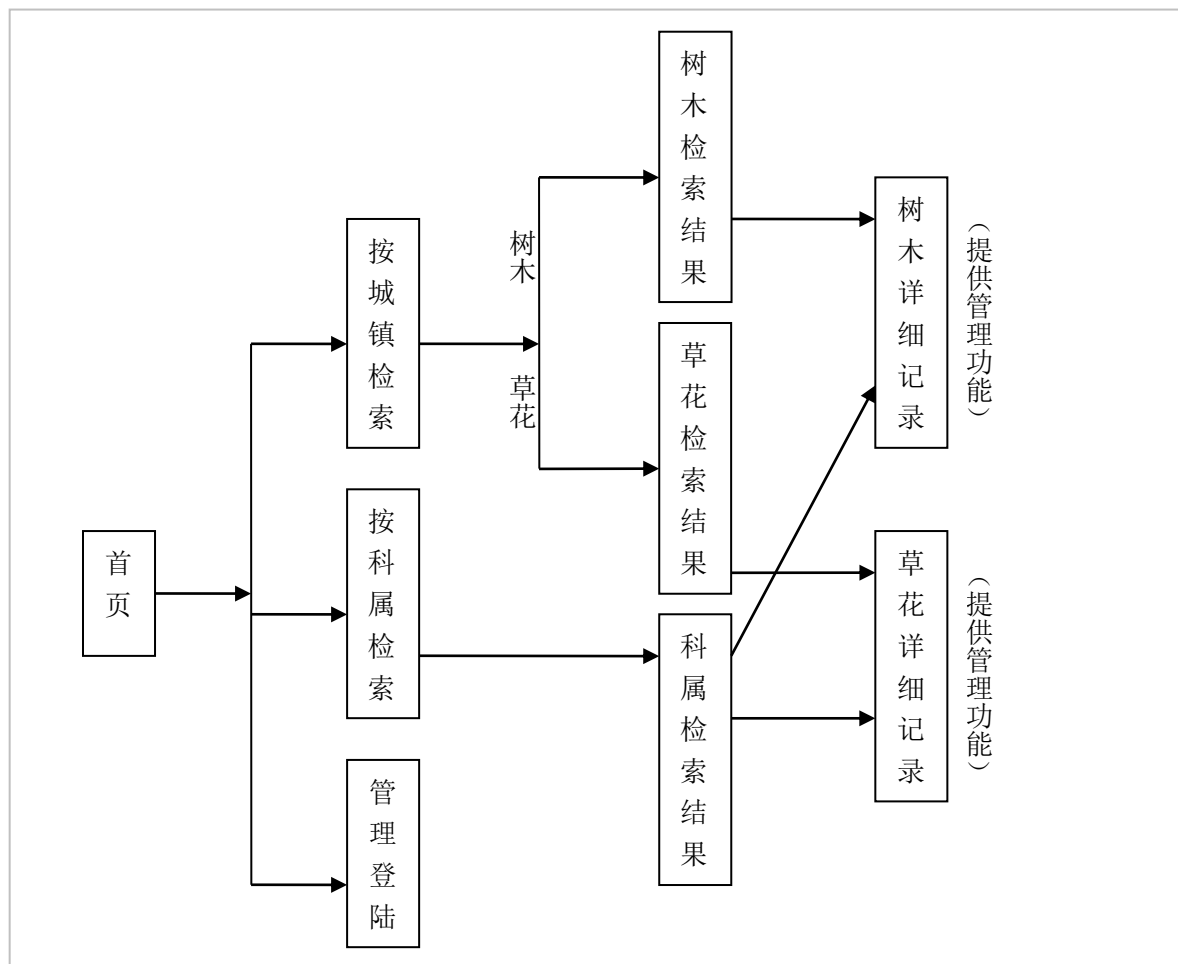 首页
按城镇检索
按科属检索
管理登陆
树木
草花
树木检索结果
草花检索结果
科属检索结果
树木详细记录
（提供管理功能）
草花详细记录
（提供管理功能）